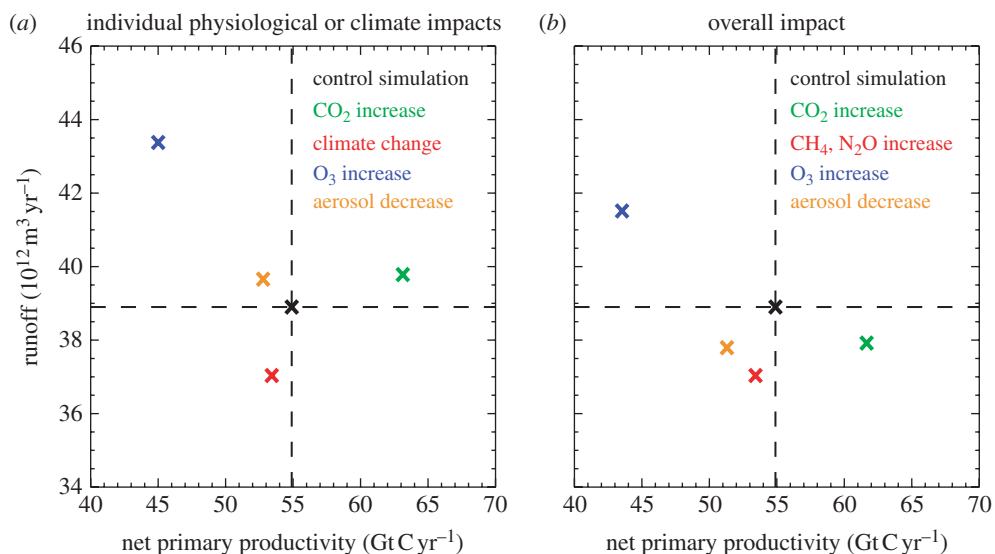 (a) individual physiological or climate impacts
46
44
42
40
38
36
34
runoff (10¹² m³ yr⁻¹)
control simulation
CO₂ increase
climate change
O₃ increase
aerosol decrease
40 45 50 55 60 65 70
net primary productivity (Gt C yr⁻¹)
(b) overall impact
control simulation
CO₂ increase
CH₄, N₂O increase
O₃ increase
aerosol decrease
40 45 50 55 60 65 70
net primary productivity (Gt C yr⁻¹)